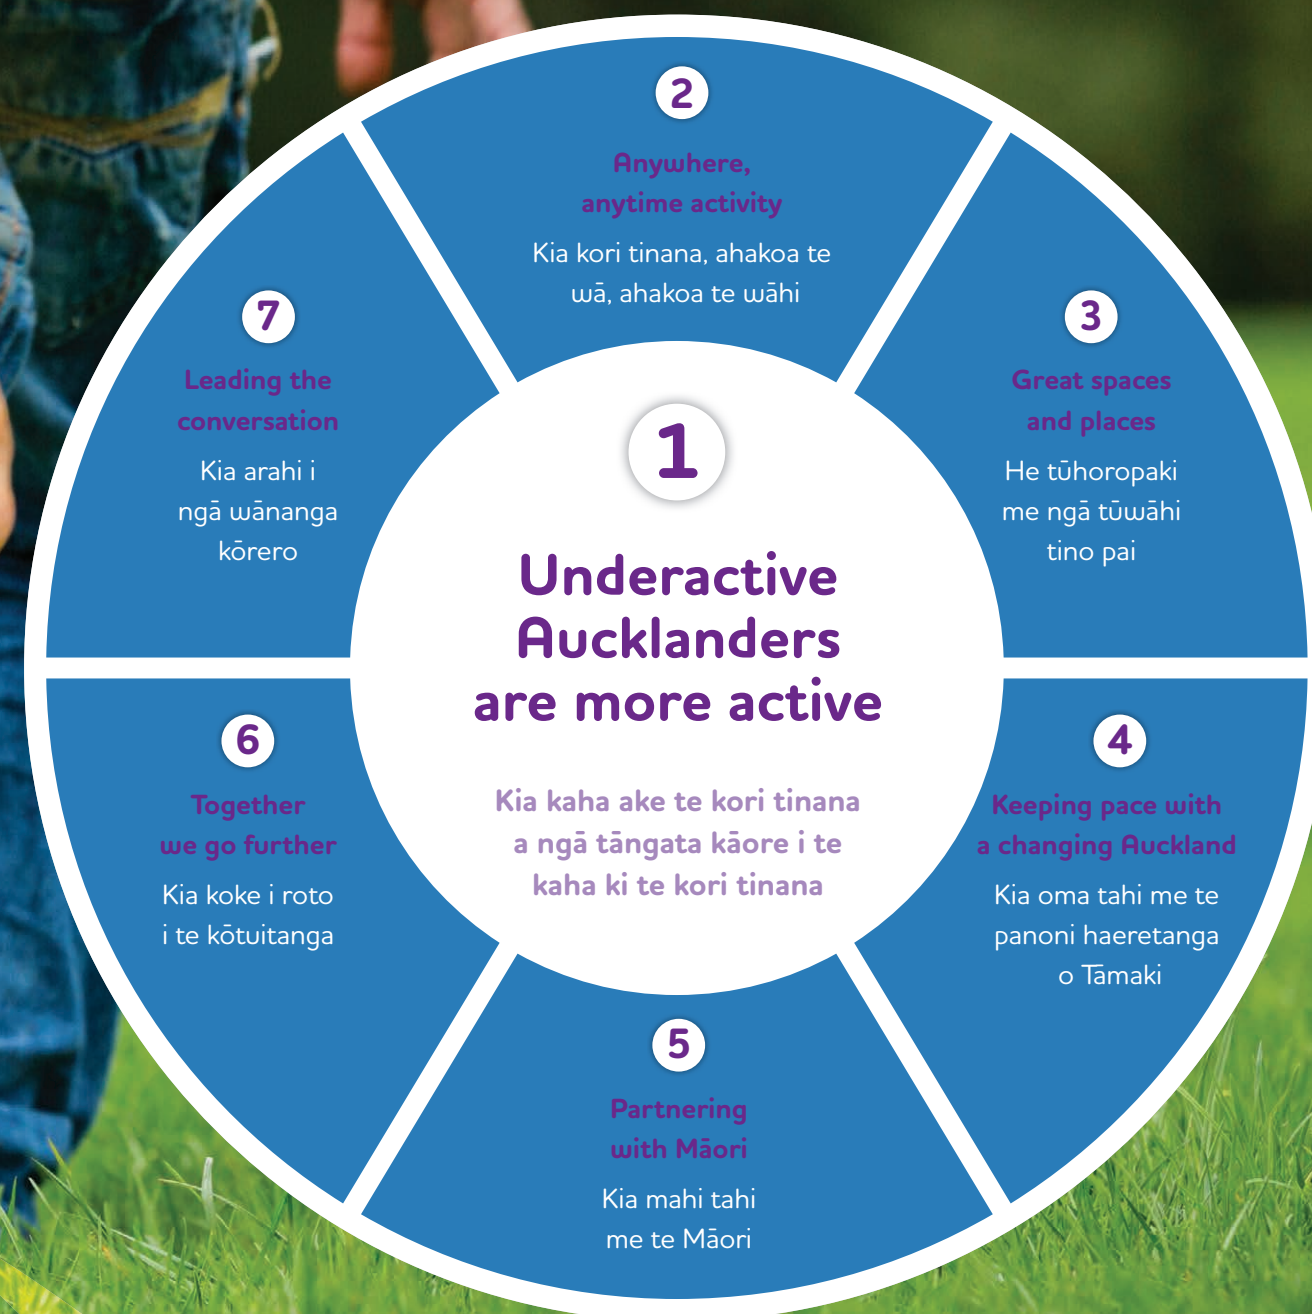 1
Underactive
Aucklanders
are more active
Kia kaha ake te kori tinana
a ngā tāngata kāore i te
kaha ki te kori tinana
2
Anywhere,
anytime activity
Kia kori tinana, ahakoa te
wā, ahakoa te wāhi
3
Great spaces
and places
He tūhoropaki
me ngā tūwāhi
tino pai
4
Keeping pace with
a changing Auckland
Kia oma tahi me te
panoni haeretanga
o Tāmaki
5
Partnering
with Māori
Kia mahi tahi
me te Māori
6
Together
we go further
Kia koke i roto
i te kōtuitanga
7
Leading the
conversation
Kia arahi i
ngā wānanga
kōrero